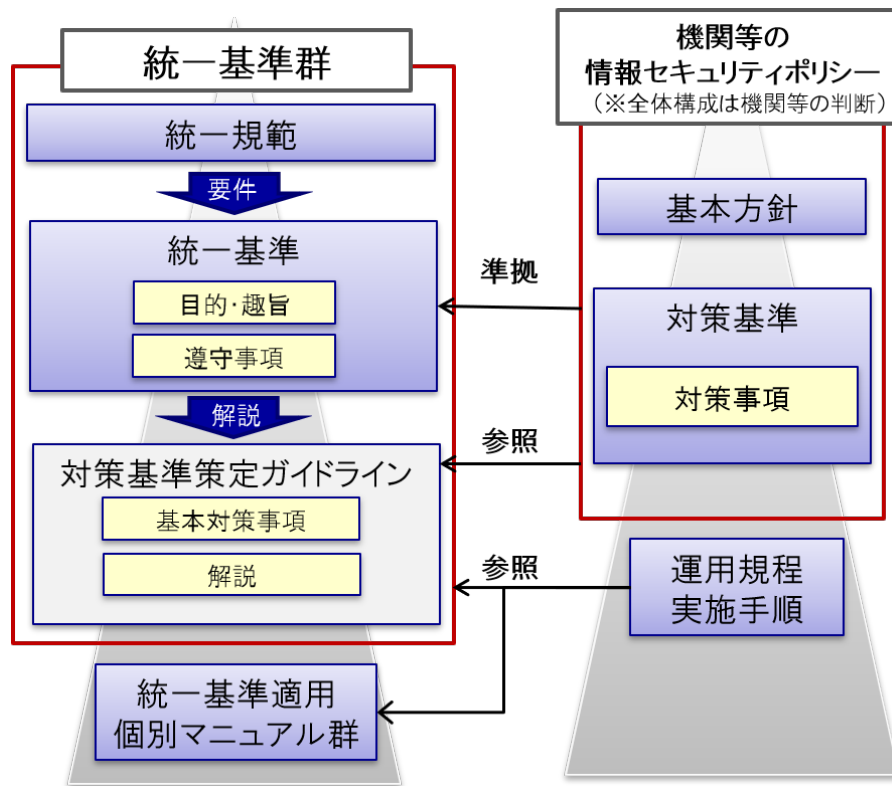 統一基準群
統一規範
要件
統一基準
目的・趣旨
遵守事項
解説
対策基準策定ガイドライン
基本対策事項
解説
統一基準適用
個別マニュアル群
準拠
参照
参照
機関等の
情報セキュリティポリシー
（※全体構成は機関等の判断）
基本方針
対策基準
対策事項
運用規程
実施手順